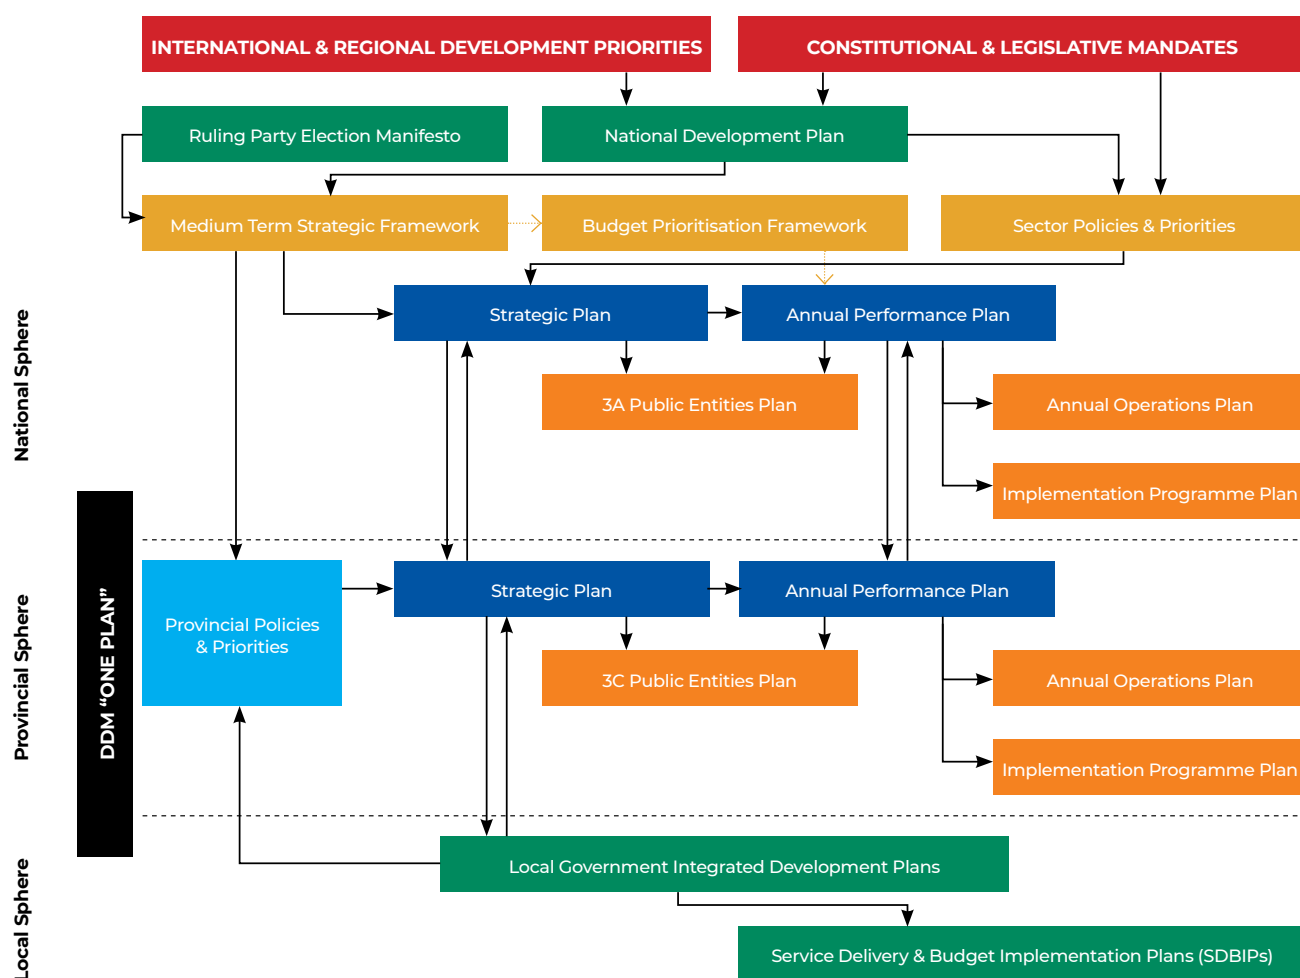 INTERNATIONAL & REGIONAL DEVELOPMENT PRIORITIES
CONSTITUTIONAL & LEGISLATIVE MANDATES
Ruling Party Election Manifesto
National Development Plan
Medium Term Strategic Framework
Budget Prioritisation Framework
Sector Policies & Priorities
National Sphere
Strategic Plan
Annual Performance Plan
3A Public Entities Plan
Annual Operations Plan
Implementation Programme Plan
DDM “ONE PLAN”
Provincial Sphere
Provincial Policies
& Priorities
Strategic Plan
Annual Performance Plan
3C Public Entities Plan
Annual Operations Plan
Implementation Programme Plan
Local Sphere
Local Government Integrated Development Plans
Service Delivery & Budget Implementation Plans (SDBIPs)